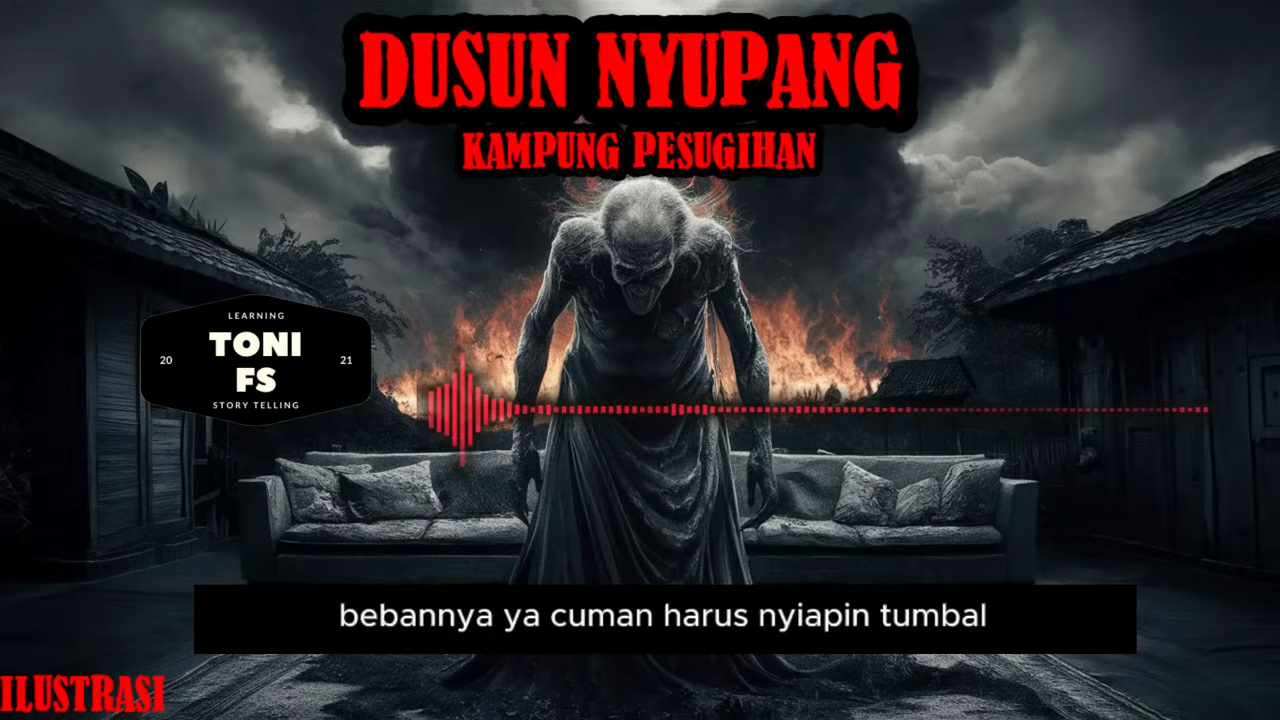 DUSUN NYUPANG
KAMPUNG PESUGIHAN
LEARNING
TONI
20
21
FS
STORY TELLING
bebannya ya cuman harus nyiapin tumbal
ILUSTRASI